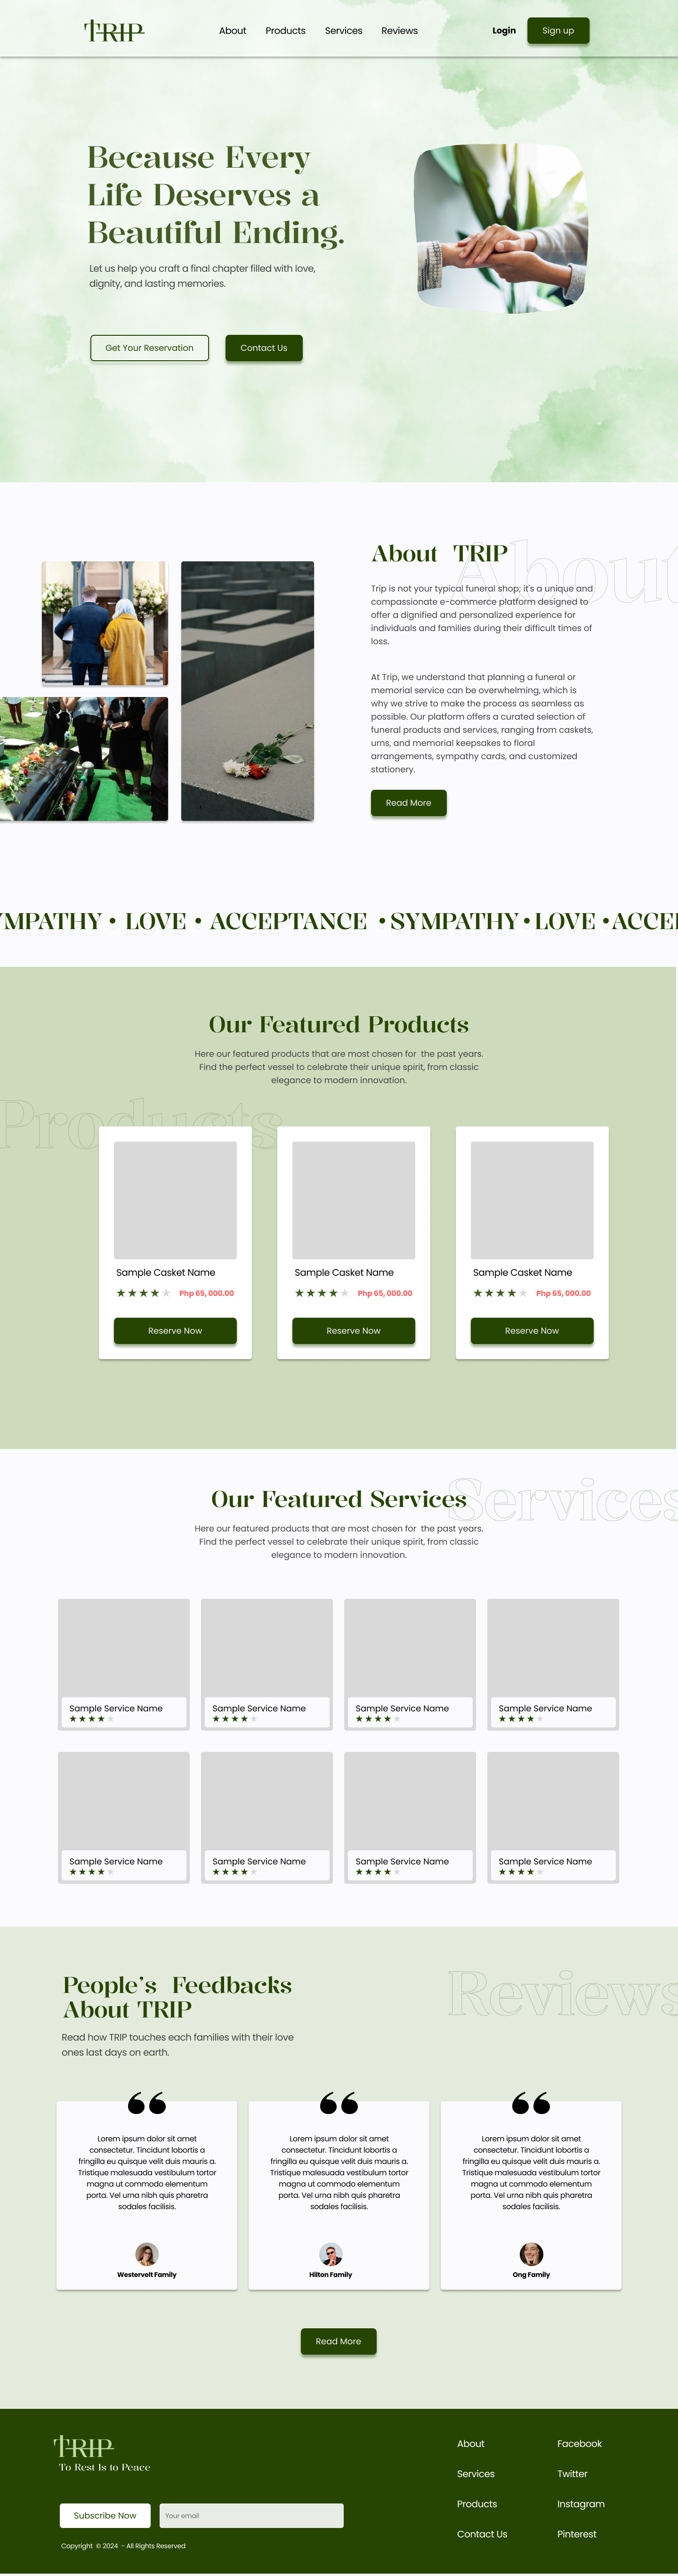 TRIP
About Products Services Reviews Login Sign up
Because Every
Life Deserves a
Beautiful Ending.
Let us help you craft a final chapter filled with love,
dignity, and lasting memories.
Get Your Reservation Contact Us
About
About TRIP
Trip is not your typical funeral shop; it's a unique and
compassionate e-commerce platform designed to
offer a dignified and personalized experience for
individuals and families during their difficult times of
loss.
At Trip, we understand that planning a funeral or
memorial service can be overwhelming, which is
why we strive to make the process as seamless as
possible. Our platform offers a curated selection of
funeral products and services, ranging from caskets,
urns, and memorial keepsakes to floral
arrangements, sympathy cards, and customized
stationery.
Read More
YMPATHY • LOVE • ACCEPTANCE • SYMPATHY • LOVE • ACCEP
Our Featured Products
Here our featured products that are most chosen for the past years.
Find the perfect vessel to celebrate their unique spirit, from classic
elegance to modern innovation.
Products
Sample Casket Name Sample Casket Name Sample Casket Name
★★★★★ Php 65, 000.00 ★★★★★ Php 65, 000.00 ★★★★★ Php 65, 000.00
Reserve Now Reserve Now Reserve Now
Services
Our Featured Services
Here our featured products that are most chosen for the past years.
Find the perfect vessel to celebrate their unique spirit, from classic
elegance to modern innovation.
Sample Service Name Sample Service Name Sample Service Name Sample Service Name
★★★★★ ★★★★★ ★★★★★ ★★★★★
Sample Service Name Sample Service Name Sample Service Name Sample Service Name
★★★★★ ★★★★★ ★★★★★ ★★★★★
Reviews
People's Feedbacks
About TRIP
Read how TRIP touches each families with their love
ones last days on earth.
“ “ “
Lorem ipsum dolor sit amet
consectetur. Tincidunt lobortis a
fringilla eu quisque velit duis mauris a.
Tristique malesuada vestibulum tortor
magna ut commodo elementum
porta. Vel urna nibh quis pharetra
sodales facilisis.
Westervelt Family
Lorem ipsum dolor sit amet
consectetur. Tincidunt lobortis a
fringilla eu quisque velit duis mauris a.
Tristique malesuada vestibulum tortor
magna ut commodo elementum
porta. Vel urna nibh quis pharetra
sodales facilisis.
Hilton Family
Lorem ipsum dolor sit amet
consectetur. Tincidunt lobortis a
fringilla eu quisque velit duis mauris a.
Tristique malesuada vestibulum tortor
magna ut commodo elementum
porta. Vel urna nibh quis pharetra
sodales facilisis.
Ong Family
Read More
TRIP
To Rest Is to Peace
Subscribe Now Your email
Copyright © 2024 - All Rights Reserved
About Facebook
Services Twitter
Products Instagram
Contact Us Pinterest